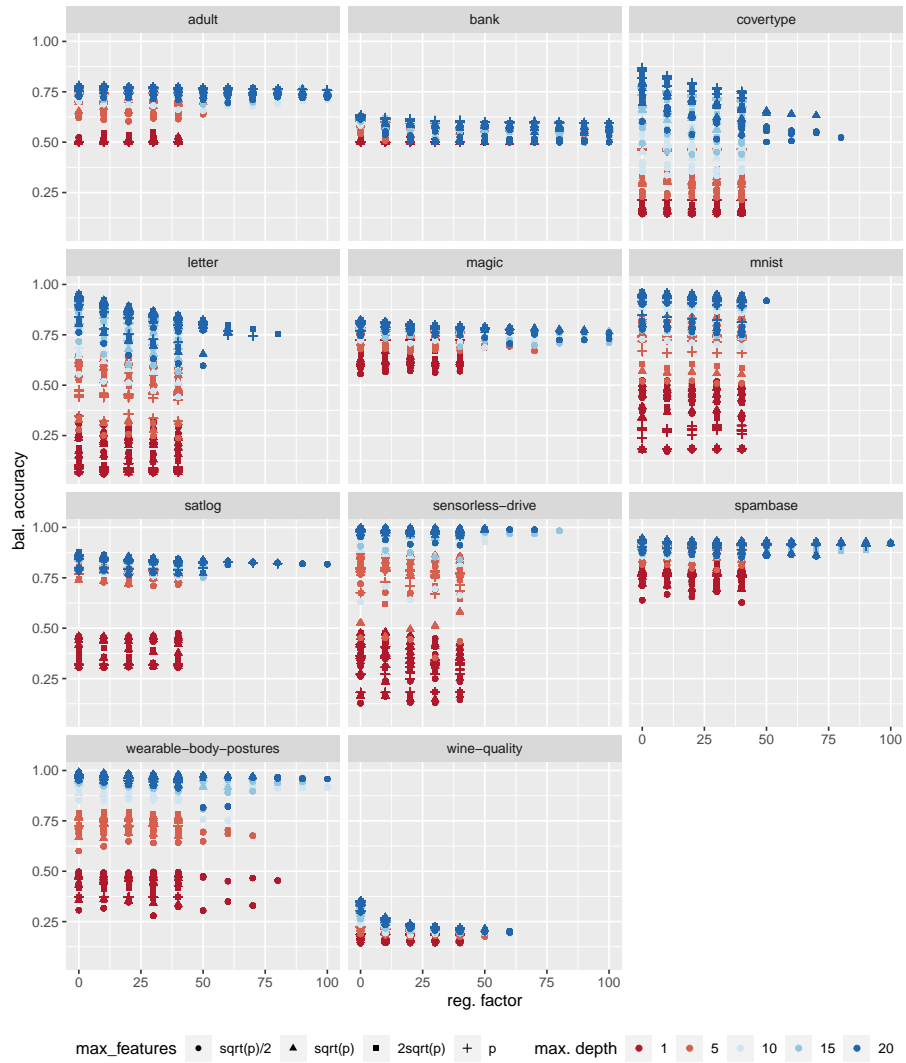 adult bank covertype
1.00
0.75
0.50
0.25
letter magic mnist
1.00
0.75
0.50
0.25
bal. accuracy
satlog sensorless−drive spambase
1.00
0.75
0.50
0.25
0 25 50 75 100
wearable−body−postures wine−quality
1.00
0.75
0.50
0.25
0 25 50 75 100 0 25 50 75 100
reg. factor
max_features sqrt(p)/2 sqrt(p) 2sqrt(p) p max. depth 1 5 10 15 20